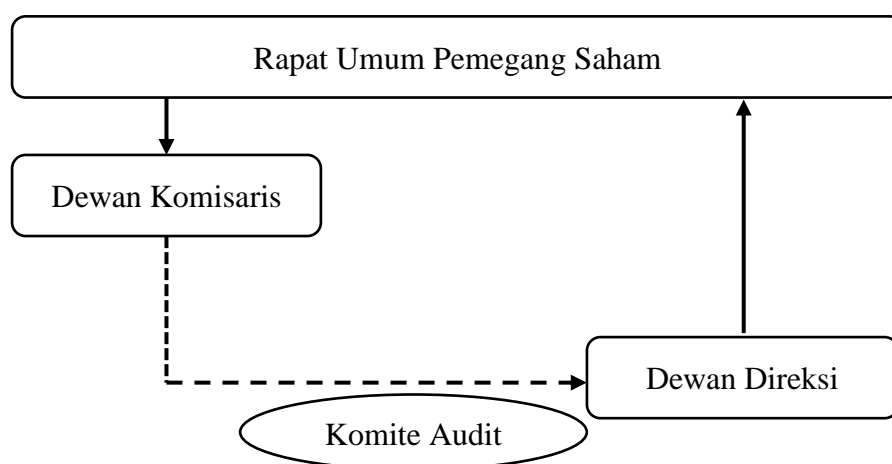 Rapat Umum Pemegang Saham
Dewan Komisaris
Dewan Direksi
Komite Audit